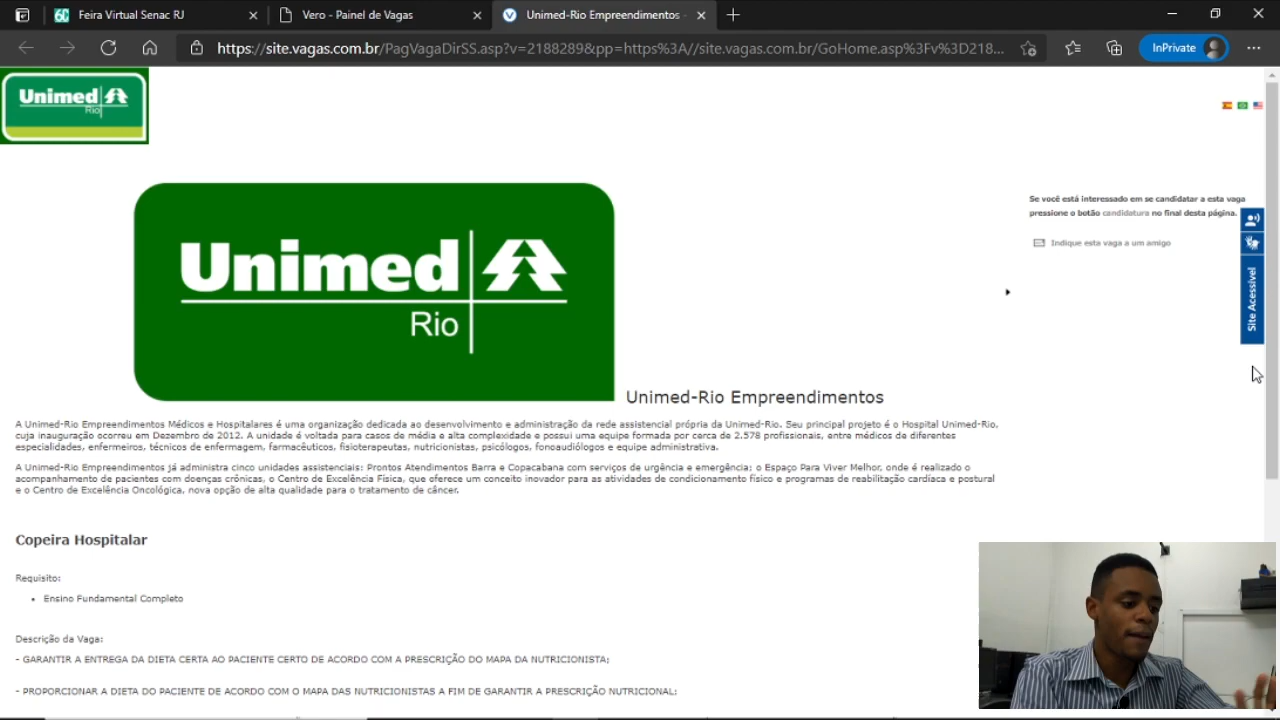 Feira Virtual Senac RJ
Vero - Painel de Vagas
Unimed-Rio Empreendimentos -
https://site.vagas.com.br/PagVagaDirSS.asp?v=2188289&pp=https%3A//site.vagas.com.br/GoHome.asp%3Fv%3D218...
InPrivate
Unimed
Rio
Se você está interessado em se candidatar a esta vaga
pressione o botão candidatura no final desta página.
Indique esta vaga a um amigo
Site Acessível
Unimed
Rio
Unimed-Rio Empreendimentos
A Unimed-Rio Empreendimentos Médicos e Hospitalares é uma organização dedicada ao desenvolvimento e administração da rede assistencial própria da Unimed-Rio. Seu principal projeto é o Hospital Unimed-Rio,
cuja inauguração ocorreu em Dezembro de 2012. A unidade é voltada para casos de média e alta complexidade e possui uma equipe formada por cerca de 2.578 profissionais, entre médicos de diferentes
especialidades, enfermeiros, técnicos de enfermagem, farmacêuticos, fisioterapeutas, nutricionistas, psicólogos, fonoaudiólogos e equipe administrativa.
A Unimed-Rio Empreendimentos já administra cinco unidades assistenciais: Prontos Atendimentos Barra e Copacabana com serviços de urgência e emergência; o Espaço Para Viver Melhor, onde é realizado o
acompanhamento de pacientes com doenças crônicas, o Centro de Excelência Física, que oferece um conceito inovador para as atividades de condicionamento físico e programas de reabilitação cardíaca e postural
e o Centro de Excelência Oncológica, nova opção de alta qualidade para o tratamento de câncer.
Copeira Hospitalar
Requisito:
• Ensino Fundamental Completo
Descrição da Vaga:
- GARANTIR A ENTREGA DA DIETA CERTA AO PACIENTE CERTO DE ACORDO COM A PRESCRIÇÃO DO MAPA DA NUTRICIONISTA;
- PROPORCIONAR A DIETA DO PACIENTE DE ACORDO COM O MAPA DAS NUTRICIONISTAS A FIM DE GARANTIR A PRESCRIÇÃO NUTRICIONAL;